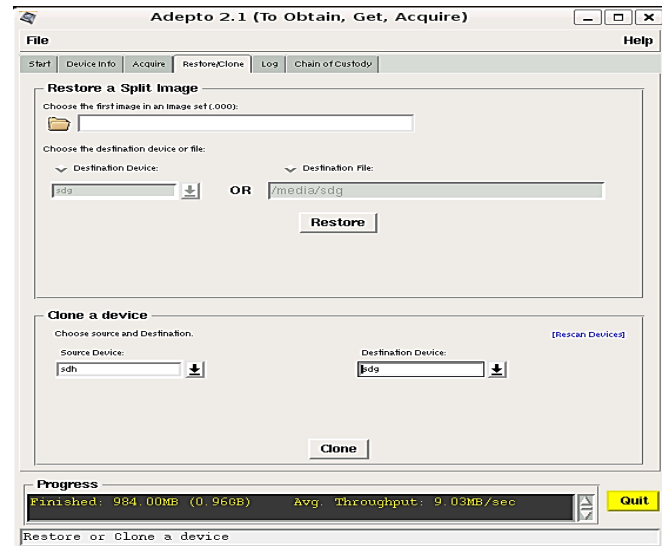 Adepto 2.1 (To Obtain, Get, Acquire)
File Help
Start Device Info Acquire Restore/Clone Log Chain of Custody
Restore a Split Image
Choose the first image in an Image set (.000):
Choose the destination device or file:
Destination Device: Destination File:
sdg OR /media/sdg
Restore
Clone a device
Choose source and Destination. [Rescan Devices]
Source Device: Destination Device:
sdh sdg
Clone
Progress
Finished: 984.00MB (0.96GB) Avg. Throughput: 9.03MB/sec
Quit
Restore or Clone a device